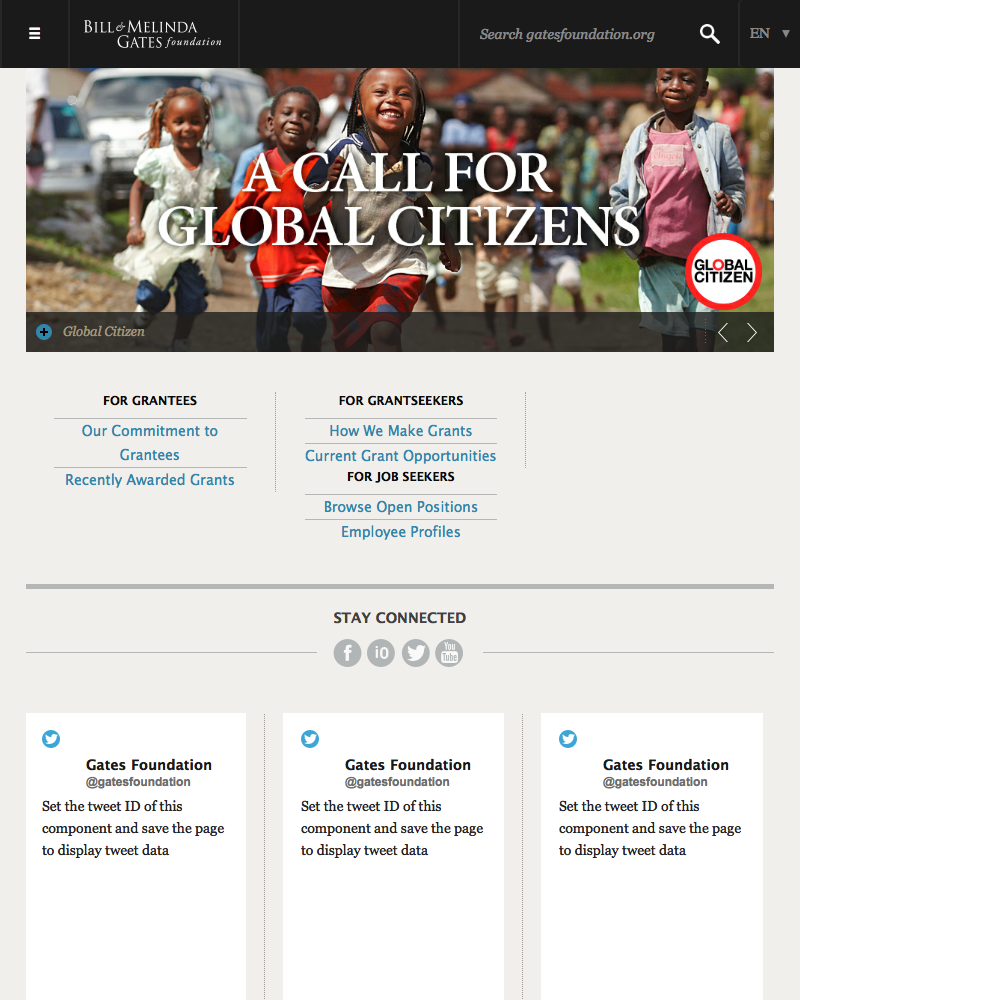 BILL & MELINDA
GATES foundation
Search gatesfoundation.org
EN ▼
A CALL FOR
GLOBAL CITIZENS
GLOBAL
CITIZEN
Global Citizen
FOR GRANTEES
Our Commitment to
Grantees
Recently Awarded Grants
FOR GRANTSEEKERS
How We Make Grants
Current Grant Opportunities
FOR JOB SEEKERS
Browse Open Positions
Employee Profiles
STAY CONNECTED
f
iO
You
Tube
Gates Foundation
@gatesfoundation
Set the tweet ID of this
component and save the page
to display tweet data
Gates Foundation
@gatesfoundation
Set the tweet ID of this
component and save the page
to display tweet data
Gates Foundation
@gatesfoundation
Set the tweet ID of this
component and save the page
to display tweet data